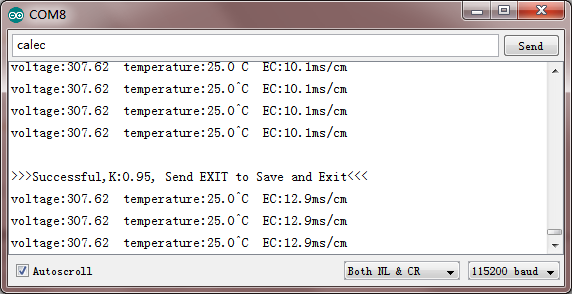 COM8
calec
Send
voltage:307.62  temperature:25.0 C  EC:10.1ms/cm
voltage:307.62  temperature:25.0^C  EC:10.1ms/cm
voltage:307.62  temperature:25.0^C  EC:10.1ms/cm
voltage:307.62  temperature:25.0^C  EC:10.1ms/cm
>>>Successful,K:0.95, Send EXIT to Save and Exit<<<
voltage:307.62  temperature:25.0^C  EC:12.9ms/cm
voltage:307.62  temperature:25.0^C  EC:12.9ms/cm
voltage:307.62  temperature:25.0^C  EC:12.9ms/cm
Autoscroll
Both NL & CR
115200 baud